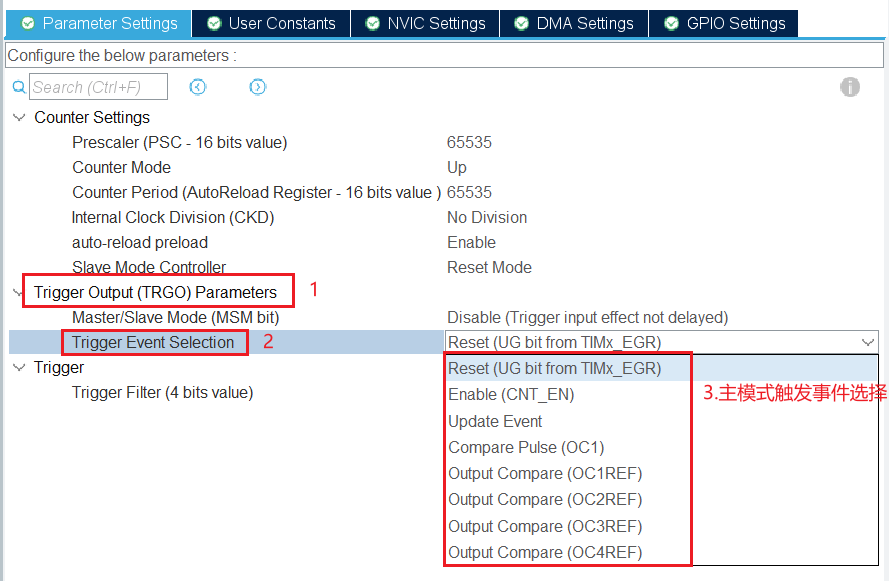 Parameter Settings User Constants NVIC Settings DMA Settings GPIO Settings
Configure the below parameters :
Search (Ctrl+F)
Counter Settings
Prescaler (PSC - 16 bits value) 65535
Counter Mode Up
Counter Period (AutoReload Register - 16 bits value ) 65535
Internal Clock Division (CKD) No Division
auto-reload preload Enable
Slave Mode Controller Reset Mode
Trigger Output (TRGO) Parameters 1
Master/Slave Mode (MSM bit) Disable (Trigger input effect not delayed)
Trigger Event Selection 2 Reset (UG bit from TIMx_EGR)
Trigger Reset (UG bit from TIMx_EGR)
Trigger Filter (4 bits value) Enable (CNT_EN) 3.主模式触发事件选择
Update Event
Compare Pulse (OC1)
Output Compare (OC1REF)
Output Compare (OC2REF)
Output Compare (OC3REF)
Output Compare (OC4REF)